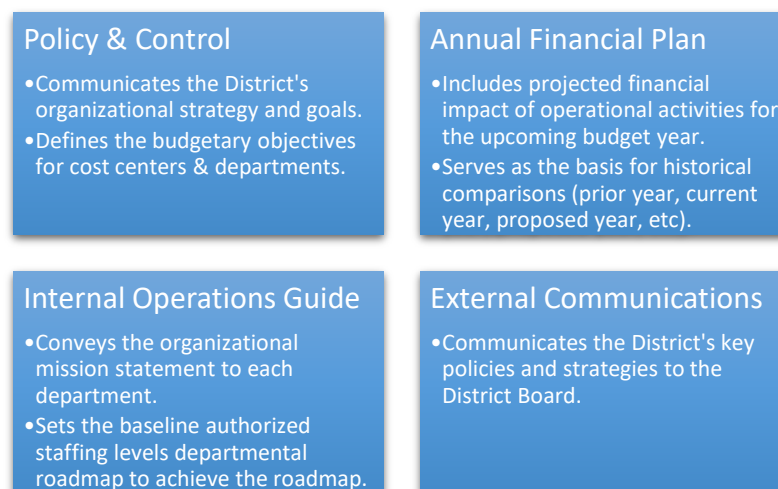 Policy & Control
•Communicates the District's
organizational strategy and goals.
•Defines the budgetary objectives
for cost centers & departments.
Annual Financial Plan
•Includes projected financial
impact of operational activities for
the upcoming budget year.
•Serves as the basis for historical
comparisons (prior year, current
year, proposed year, etc).
Internal Operations Guide
•Conveys the organizational
mission statement to each
department.
•Sets the baseline authorized
staffing levels departmental
roadmap to achieve the roadmap.
External Communications
•Communicates the District's key
policies and strategies to the
District Board.